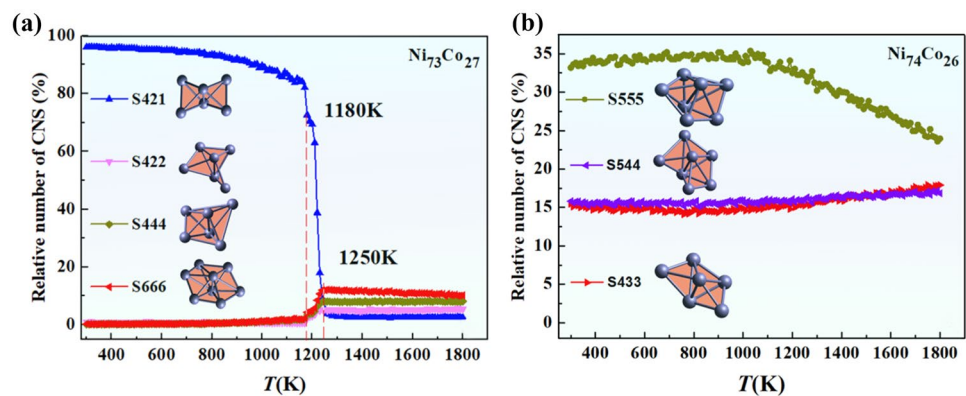 (a)
Relative number of CNS (%)
100
80
60
40
20
0
Ni73Co27
S421
S422
S444
S666
1180K
1250K
400 600 800 1000 1200 1400 1600 1800
T(K)
(b)
Relative number of CNS (%)
35
30
25
20
15
10
5
0
Ni74Co26
S555
S544
S433
400 600 800 1000 1200 1400 1600 1800
T(K)